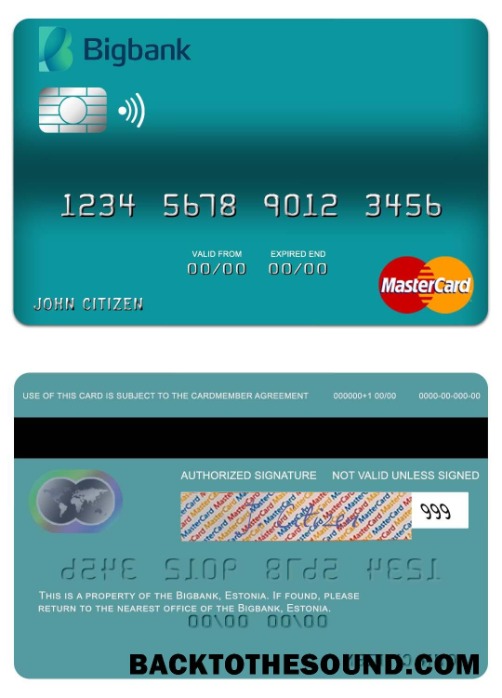 Bigbank
1234 5678 9012 3456
VALID FROM EXPIRED END
00/00 00/00
JOHN CITIZEN
MasterCard
USE OF THIS CARD IS SUBJECT TO THE CARDMEMBER AGREEMENT 000000+1 00/00 0000-00-000-00
AUTHORIZED SIGNATURE NOT VALID UNLESS SIGNED
999
THIS IS A PROPERTY OF THE BIGBANK, ESTONIA. IF FOUND, PLEASE
RETURN TO THE NEAREST OFFICE OF THE BIGBANK, ESTONIA.
00/00 00/00
BACKTOTHESOUND.COM